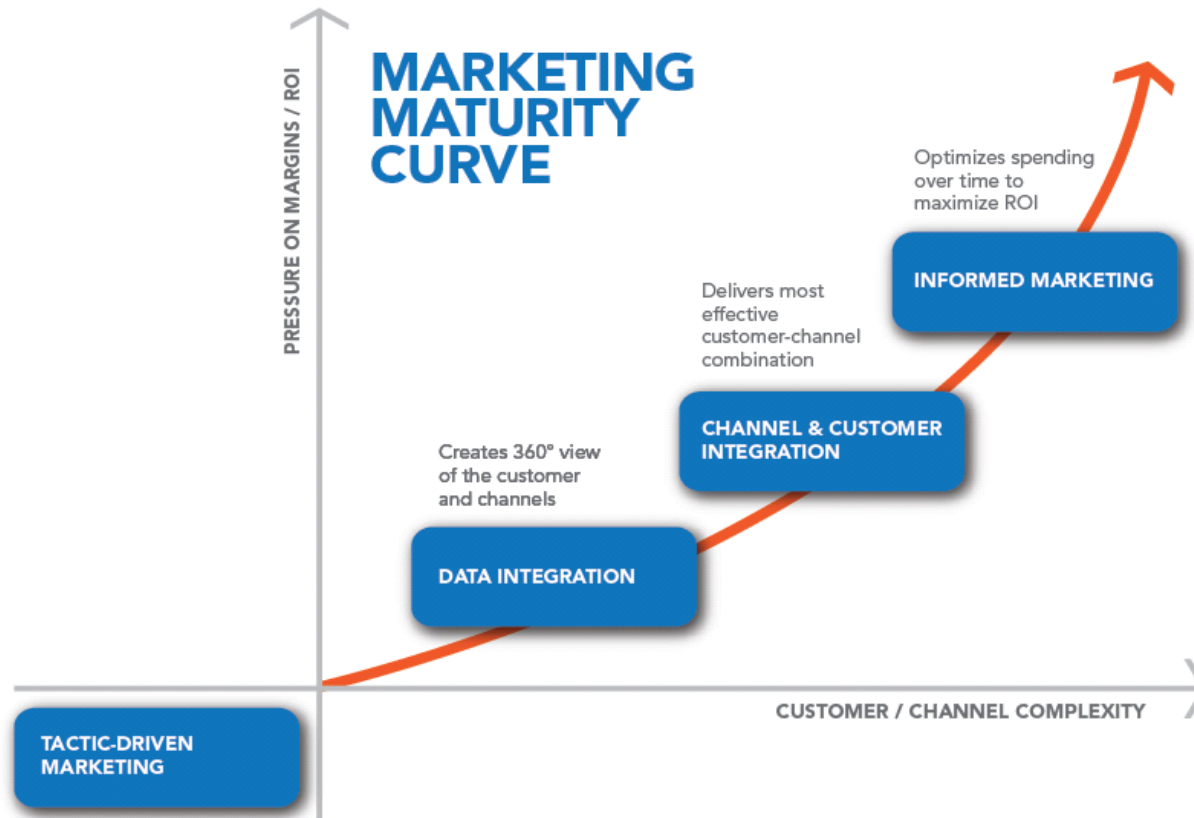 MARKETING
MATURITY
CURVE
PRESSURE ON MARGINS / ROI
Optimizes spending
over time to
maximize ROI
INFORMED MARKETING
Delivers most
effective
customer-channel
combination
CHANNEL & CUSTOMER
INTEGRATION
Creates 360° view
of the customer
and channels
DATA INTEGRATION
CUSTOMER / CHANNEL COMPLEXITY
TACTIC-DRIVEN
MARKETING